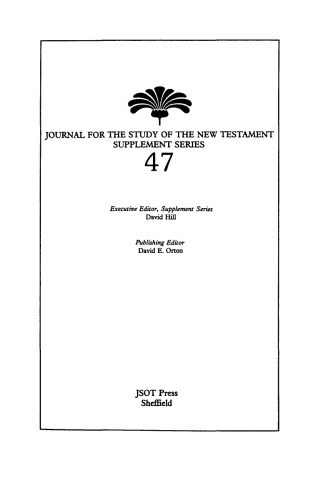 JOURNAL FOR THE STUDY OF THE NEW TESTAMENT
SUPPLEMENT SERIES
47
Executive Editor, Supplement Series
David Hill
Publishing Editor
David E. Orton
JSOT Press
Sheffield